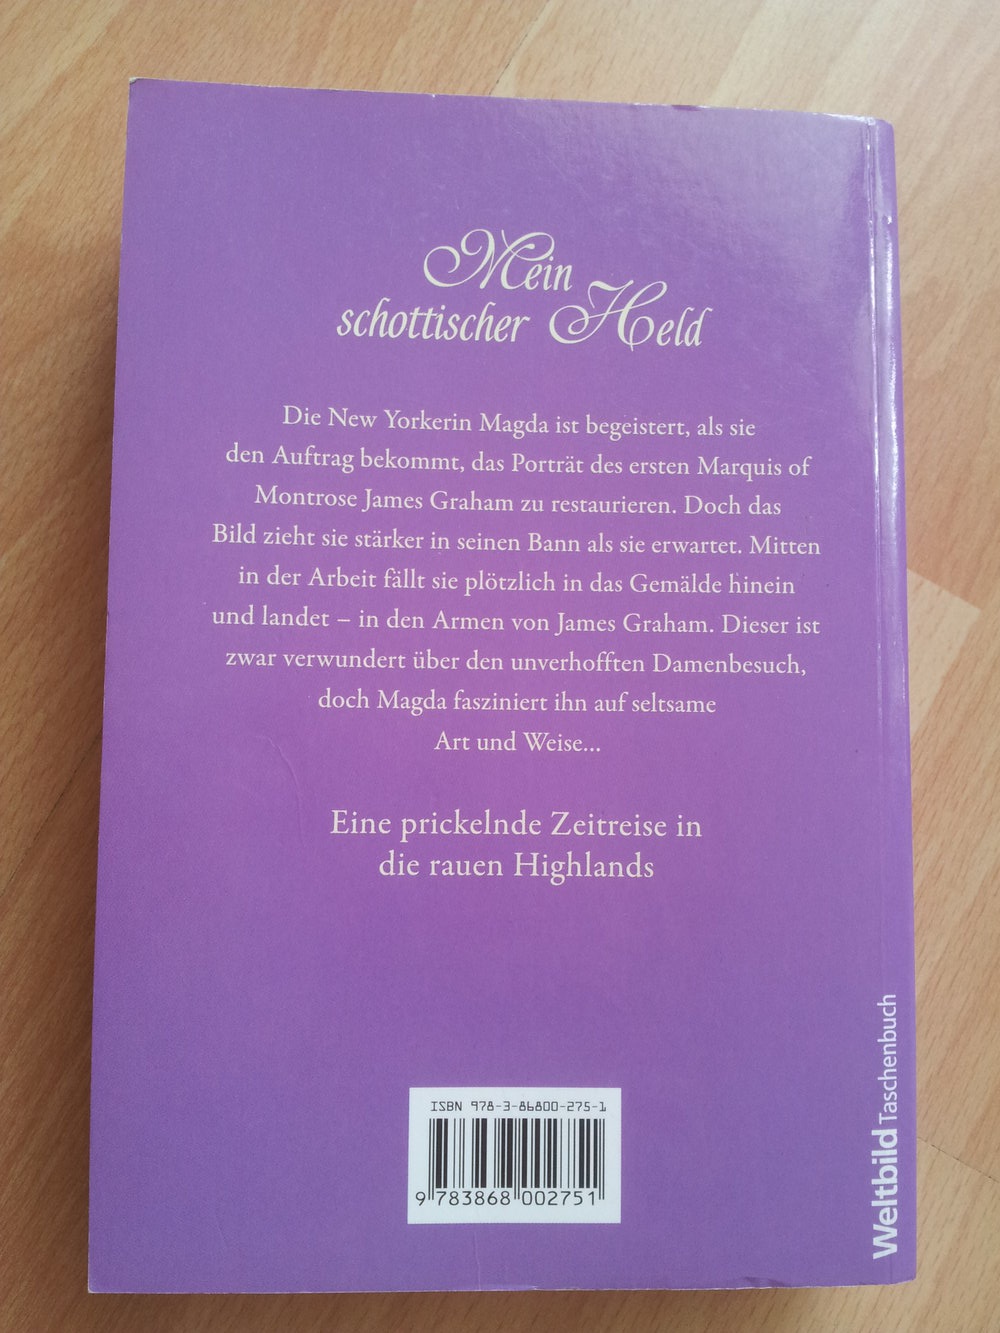 Mein
schottischer Held
Die New Yorkerin Magda ist begeistert, als sie
den Auftrag bekommt, das Porträt des ersten Marquis of
Montrose James Graham zu restaurieren. Doch das
Bild zieht sie stärker in seinen Bann als sie erwartet. Mitten
in der Arbeit fällt sie plötzlich in das Gemälde hinein
und landet – in den Armen von James Graham. Dieser ist
zwar verwundert über den unverhofften Damenbesuch,
doch Magda fasziniert ihn auf seltsame
Art und Weise...
Eine prickelnde Zeitreise in
die rauen Highlands
ISBN 978-3-86800-275-1
9 783868 002751
Weltbild Taschenbuch